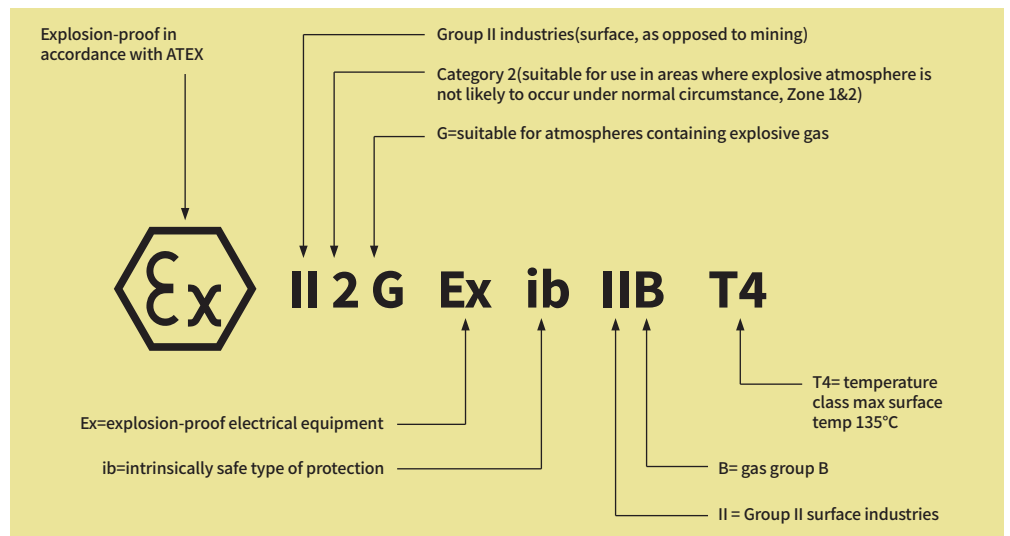 Explosion-proof in
accordance with ATEX
Group II industries(surface, as opposed to mining)
Category 2(suitable for use in areas where explosive atmosphere is
not likely to occur under normal circumstance, Zone 1&2)
G=suitable for atmospheres containing explosive gas
Ex II 2 G Ex ib IIB T4
T4= temperature
class max surface
temp 135°C
Ex=explosion-proof electrical equipment
ib=intrinsically safe type of protection
B= gas group B
II = Group II surface industries